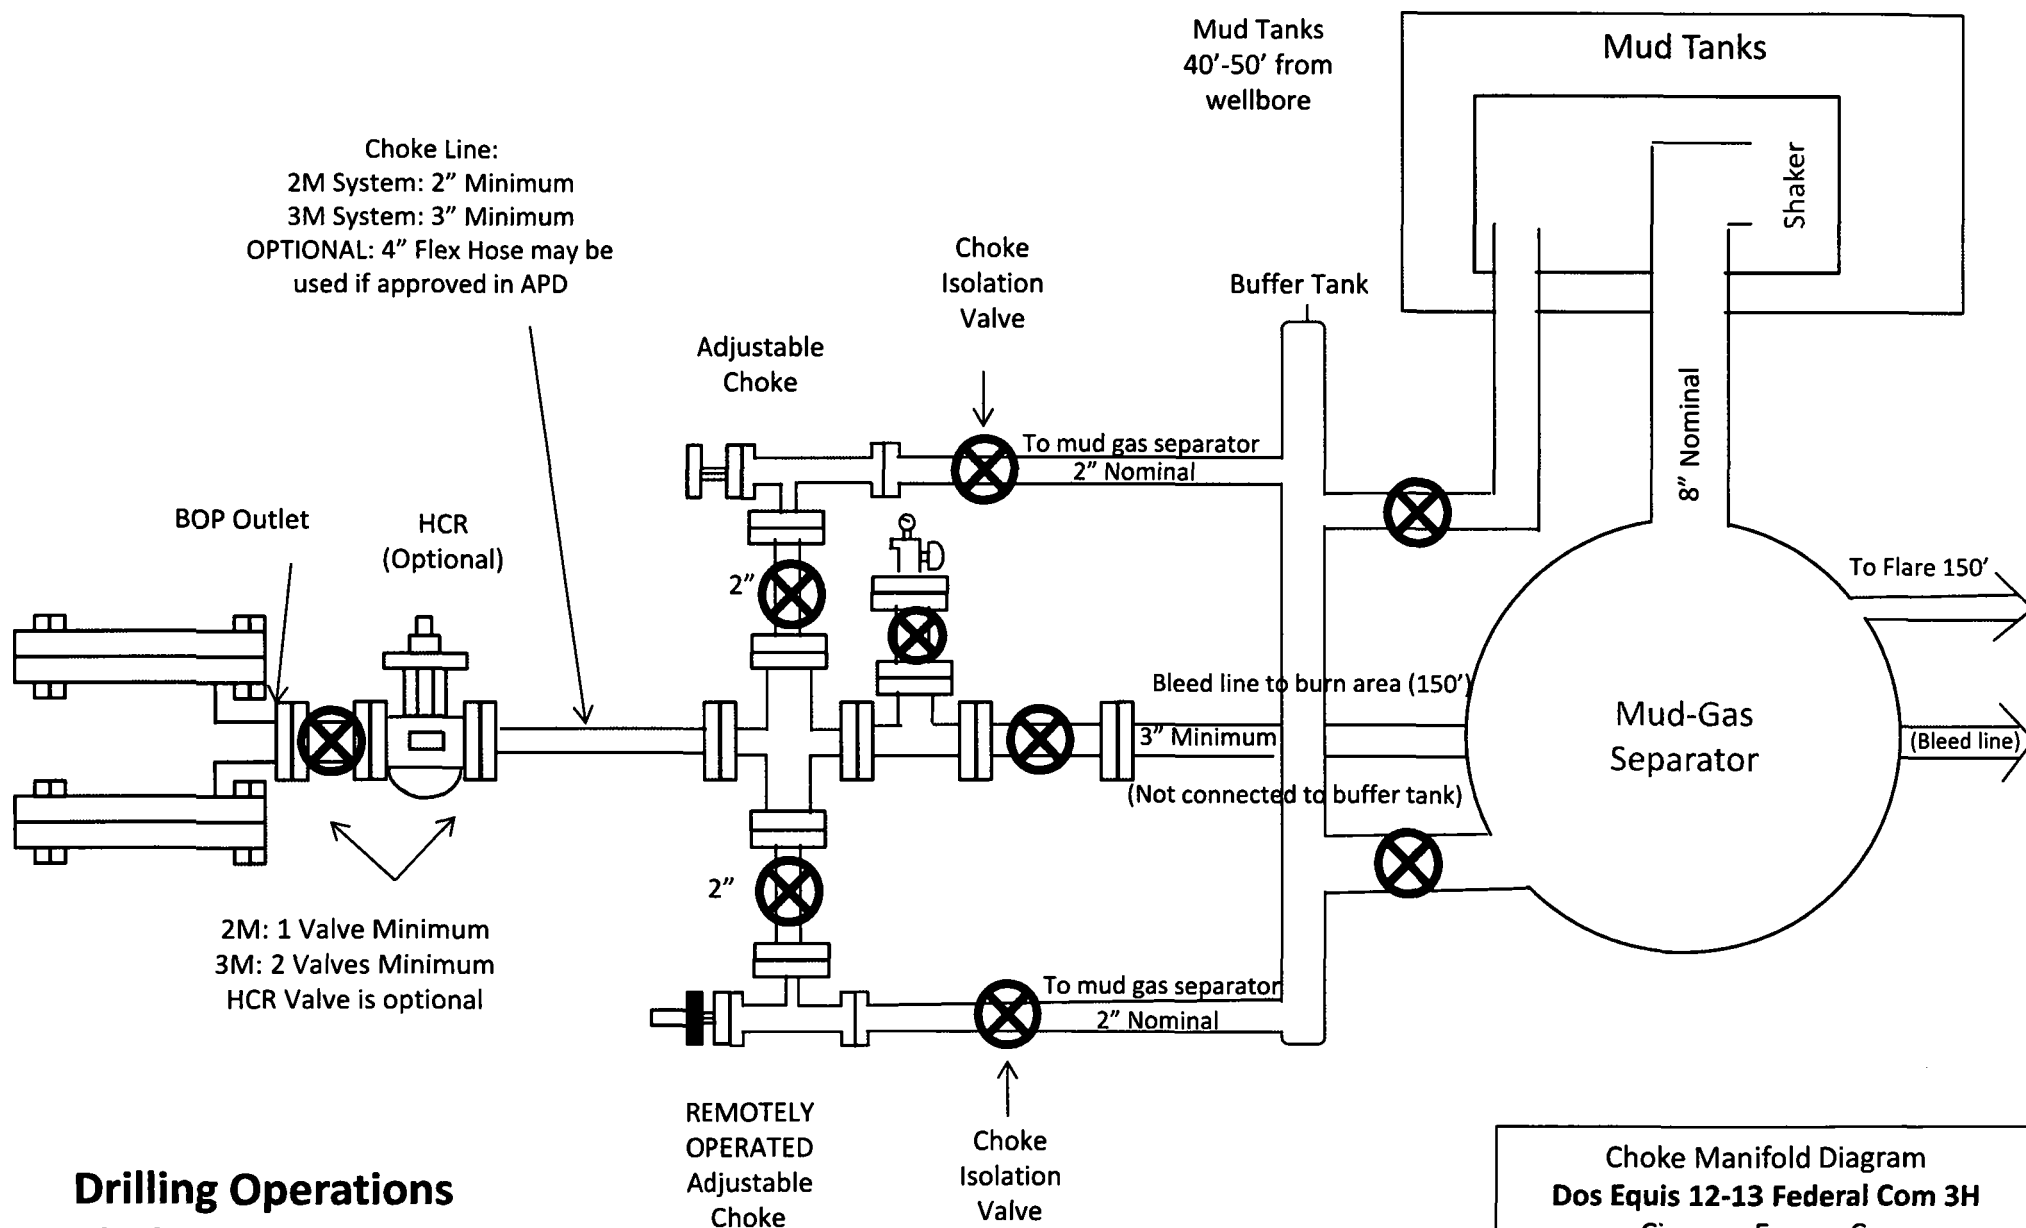 Mud Tanks
40'-50' from
wellbore
Mud Tanks
Shaker
Choke Line:
2M System: 2" Minimum
3M System: 3" Minimum
OPTIONAL: 4" Flex Hose may be
used if approved in APD
Choke
Isolation
Valve
Buffer Tank
Adjustable
Choke
8" Nominal
To mud gas separator
2" Nominal
BOP Outlet
HCR
(Optional)
2"
To Flare 150'
Bleed line to burn area (150')
3" Minimum
(Not connected to buffer tank)
Mud-Gas
Separator
(Bleed line)
2"
2M: 1 Valve Minimum
3M: 2 Valves Minimum
HCR Valve is optional
To mud gas separator
2" Nominal
REMOTELY
OPERATED
Adjustable
Choke
Choke
Isolation
Valve
Drilling Operations
Choke Manifold Diagram
Dos Equis 12-13 Federal Com 3H